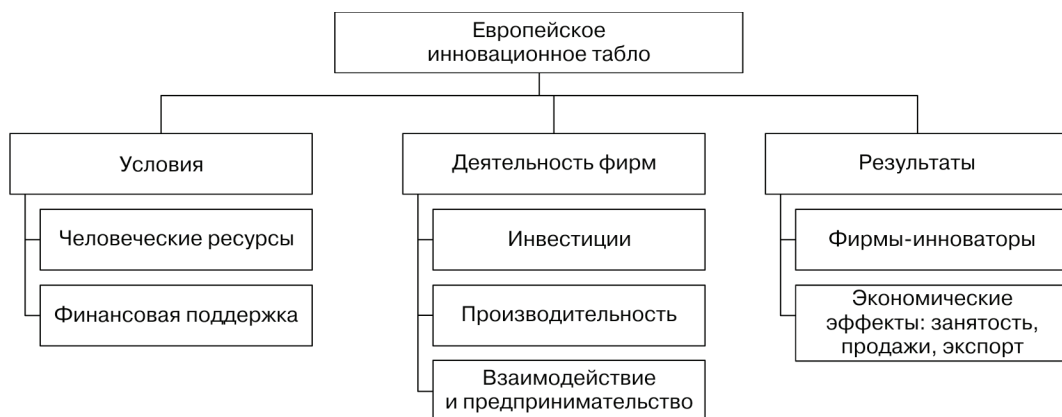 Европейское
инновационное табло
Условия
Человеческие ресурсы
Финансовая поддержка
Деятельность фирм
Инвестиции
Производительность
Взаимодействие
и предпринимательство
Результаты
Фирмы-инноваторы
Экономические
эффекты: занятость,
продажи, экспорт